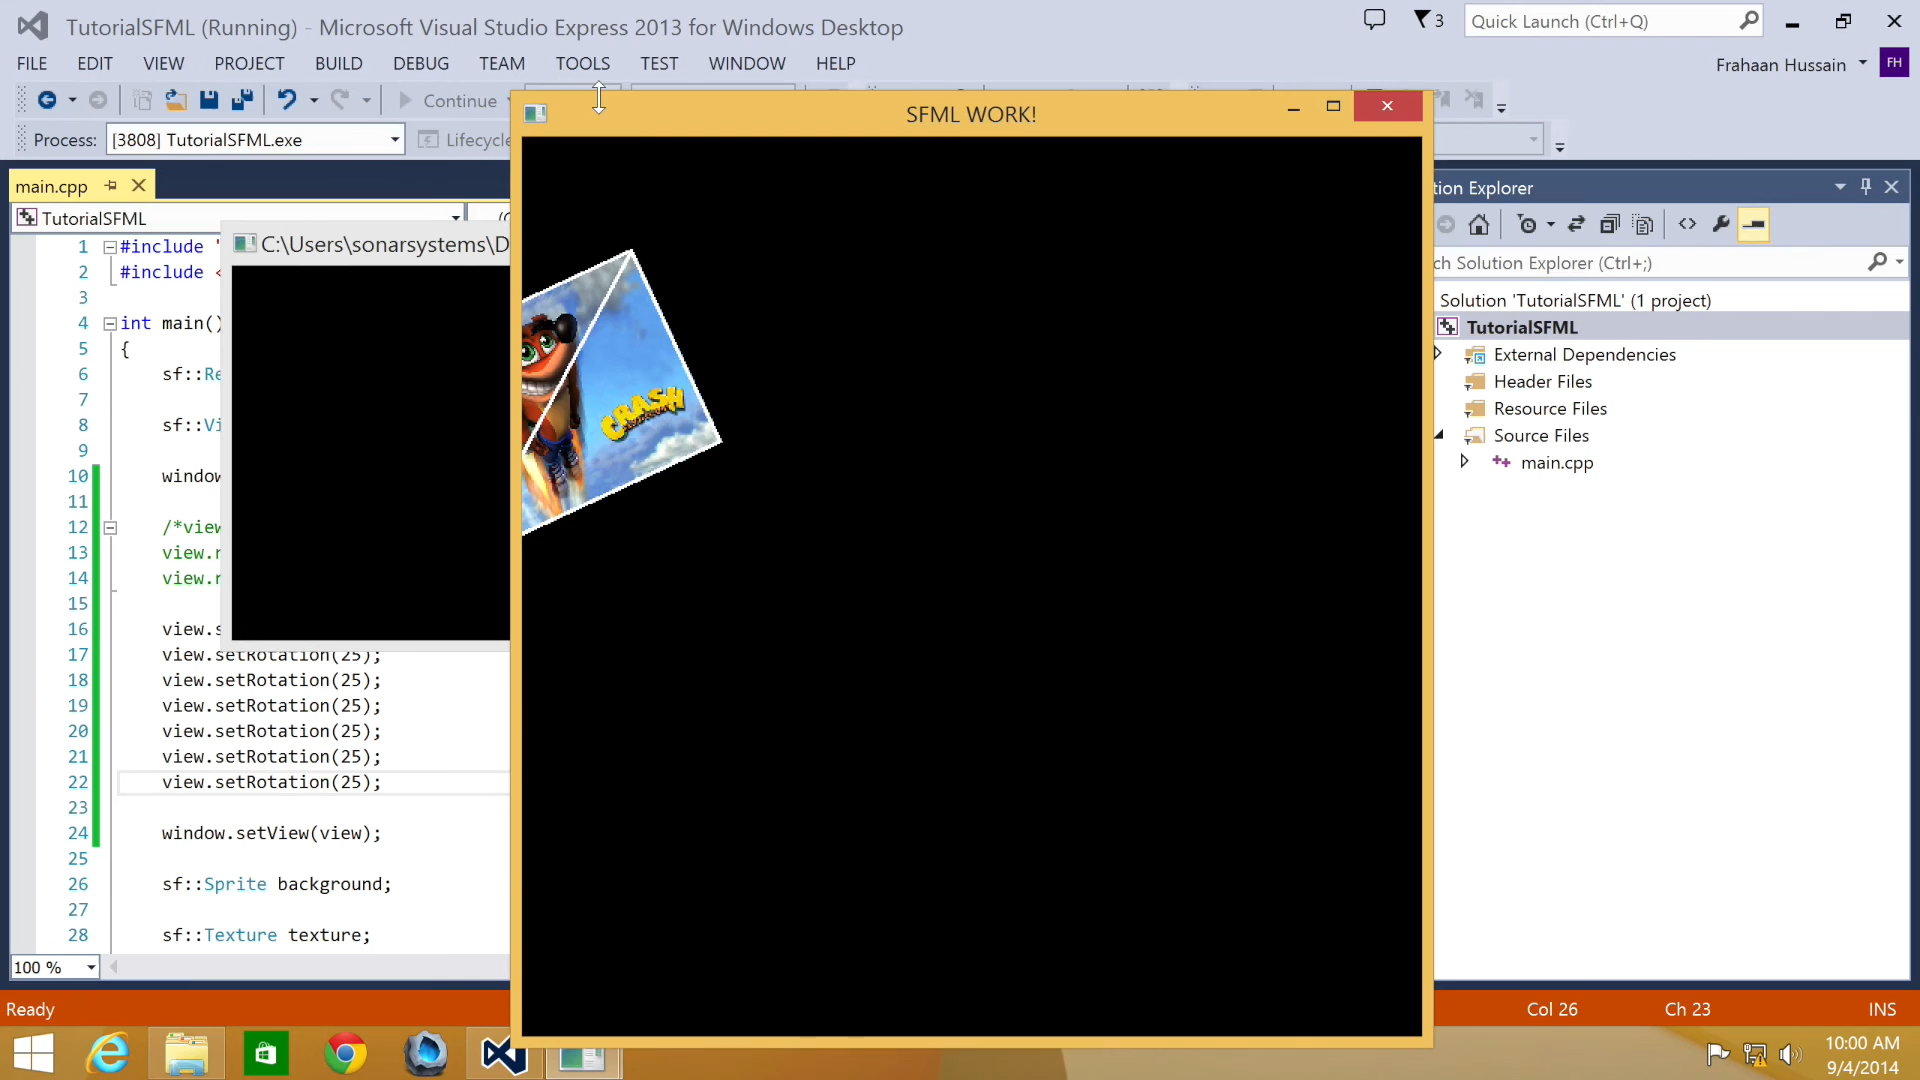 TutorialSFML (Running) - Microsoft Visual Studio Express 2013 for Windows Desktop
3
Quick Launch (Ctrl+Q)
FILE EDIT VIEW PROJECT BUILD DEBUG TEAM TOOLS TEST WINDOW HELP
Frahaan Hussain
FH
Continue
SFML WORK!
Process: [3808] TutorialSFML.exe
Lifecycle
main.cpp
TutorialSFML
C:\Users\sonarsystems\D
1 #include "
2 #include <
3
4 int main()
5 {
6 sf::Re
7
8 sf::Vi
9
10 window
11
12 /*view
13 view.r
14 view.r
15
16 view.s
17 view.setRotation(25);
18 view.setRotation(25);
19 view.setRotation(25);
20 view.setRotation(25);
21 view.setRotation(25);
22 view.setRotation(25);
23
24 window.setView(view);
25
26 sf::Sprite background;
27
28 sf::Texture texture;
100 %
CRASH
tion Explorer
ch Solution Explorer (Ctrl+;)
Solution 'TutorialSFML' (1 project)
TutorialSFML
External Dependencies
Header Files
Resource Files
Source Files
main.cpp
Ready
Col 26
Ch 23
INS
10:00 AM
9/4/2014